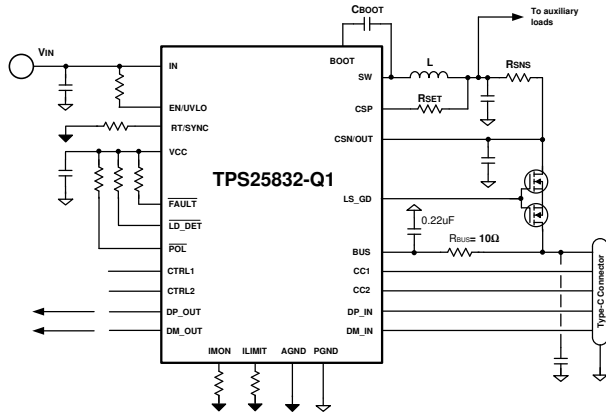 CBOOT
To auxiliary
loads
VIN
IN
BOOT
SW
L
RSNS
EN/UVLO
CSP
RSET
RT/SYNC
CSN/OUT
VCC
TPS25832-Q1
FAULT
LS_GD
LD_DET
0.22uF
POL
BUS
RBUS= 10Ω
CTRL1
CC1
CTRL2
CC2
DP_OUT
DP_IN
DM_OUT
DM_IN
Type-C Connector
IMON
ILIMIT
AGND
PGND